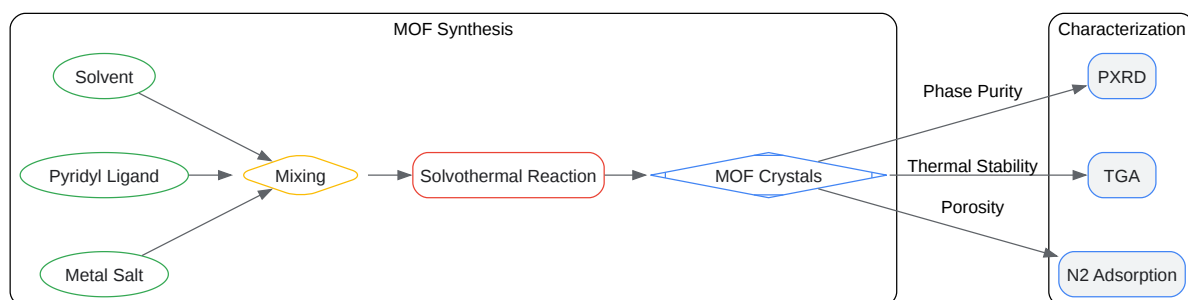 MOF Synthesis
Characterization
Solvent
PXRD
Phase Purity
Pyridyl Ligand
Mixing
Solvothermal Reaction
MOF Crystals
Thermal Stability
TGA
Porosity
Metal Salt
N2 Adsorption